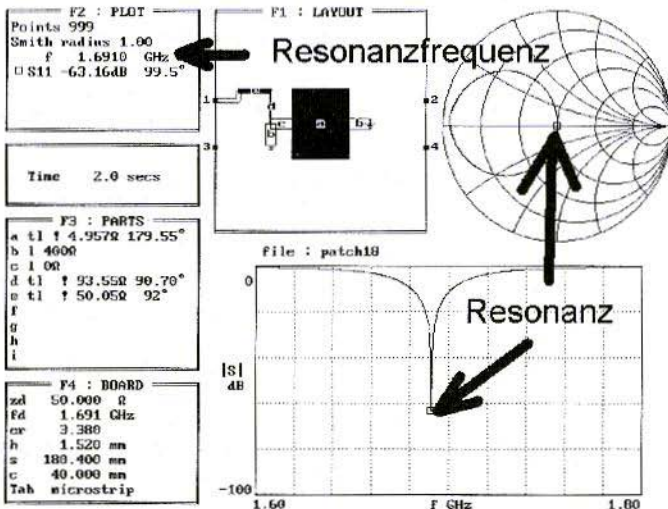 F2 : PLOT
Points 999
Smith radius 1.00
f 1.6910 GHz
□ S11 -63.16dB 99.5°
Resonanzfrequenz
F1 : LAYOUT
1
2
3
4
a
b
c
d
e
Time 2.0 secs
F3 : PARTS
a tl ! 4.957Ω 179.55°
b l 400Ω
c l 0Ω
d tl ! 93.55Ω 90.70°
e tl ! 50.05Ω 92°
f
g
h
i
file : patch18
0
|S|
dB
-100
1.60
f GHz
1.80
Resonanz
F4 : BOARD
zd 50.000 Ω
fd 1.691 GHz
er 3.380
h 1.520 mm
s 180.400 mm
c 40.000 mm
Tab microstrip